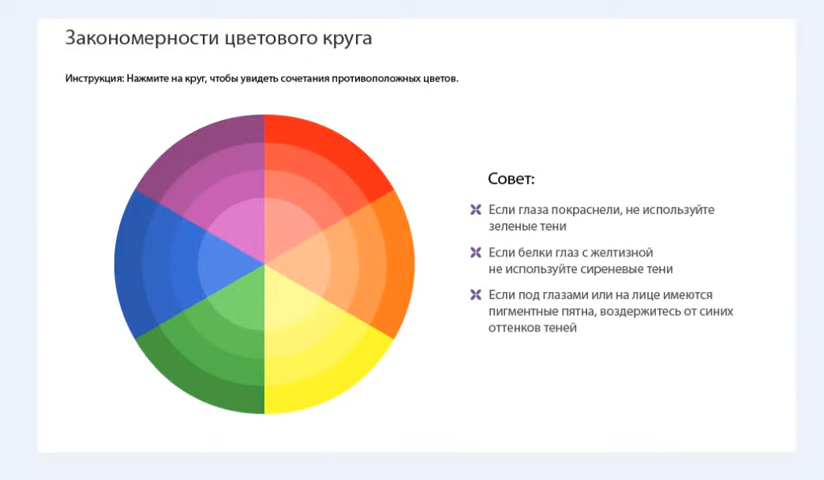 Закономерности цветового круга
Инструкция: Нажмите на круг, чтобы увидеть сочетания противоположных цветов.
Совет:
Если глаза покраснели, не используйте
зеленые тени
Если белки глаз с желтизной
не используйте сиреневые тени
Если под глазами или на лице имеются
пигментные пятна, воздержитесь от синих
оттенков теней